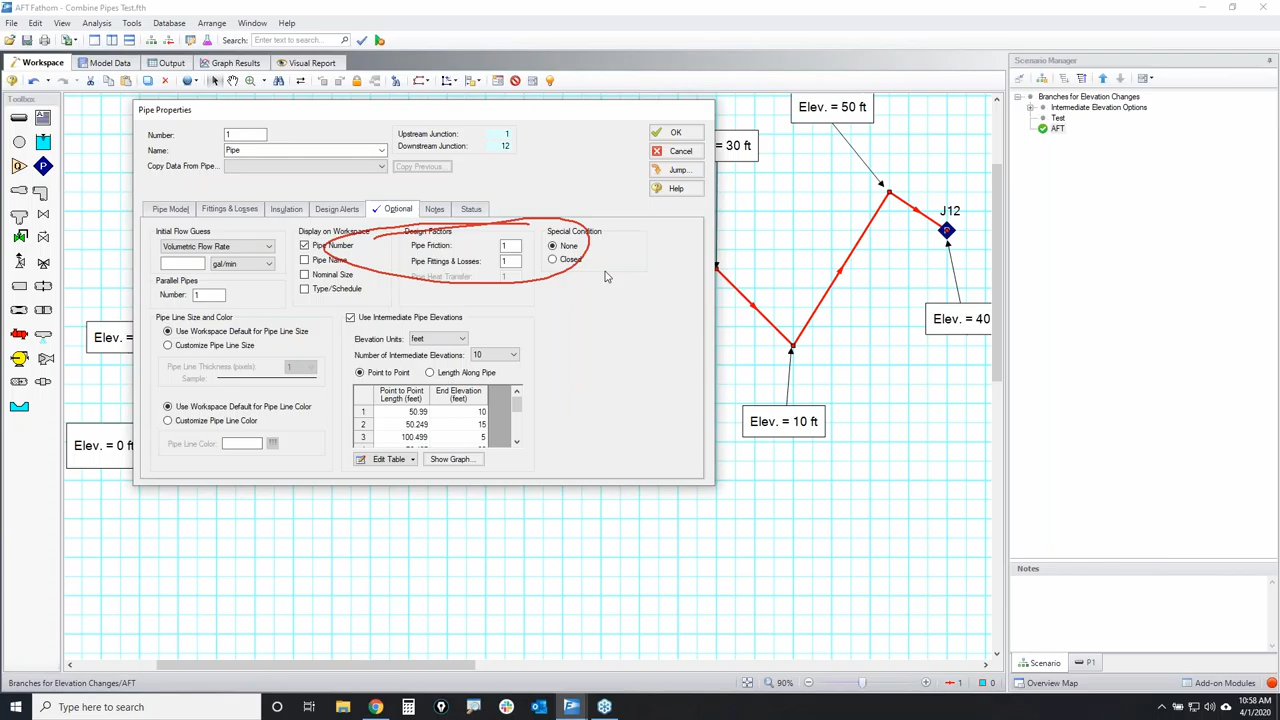 AFT Fathom - Combine Pipes Test.fth
File Edit View Analysis Tools Database Arrange Window Help
Search: Enter text to search...
Workspace Model Data Output Graph Results Visual Report
Toolbox
Scenario Manager
Branches for Elevation Changes
Intermediate Elevation Options
Test
AFT
Pipe Properties
Number: 1
Name: Pipe
Copy Data From Pipe... Copy Previous...
Upstream Junction: 1
Downstream Junction: 12
OK
Cancel
Jump...
Help
Pipe Model Fittings & Losses Insulation Design Alerts Optional Notes Status
Initial Flow Guess
Volumetric Flow Rate
gal/min
Parallel Pipes
Number: 1
Display on Workspace
Pipe Number
Pipe Name
Nominal Size
Type/Schedule
Design Factors
Pipe Friction: 1
Pipe Fittings & Losses: 1
Pipe Heat Transfer: 1
Special Condition
None
Closed
Pipe Line Size and Color
Use Workspace Default for Pipe Line Size
Customize Pipe Line Size
Pipe Line Thickness (pixels): 1
Sample:
Use Workspace Default for Pipe Line Color
Customize Pipe Line Color
Pipe Line Color:
Use Intermediate Pipe Elevations
Elevation Units: feet
Number of Intermediate Elevations: 10
Point to Point Length Along Pipe
Point to Point Length (feet) End Elevation (feet)
1 50.99 10
2 50.249 15
3 100.499 5
Edit Table Show Graph...
Elev. = 50 ft
= 30 ft
J12
Elev. = 40
Elev. = 10 ft
Elev. =
Elev. = 0 ft
Notes
Scenario P1
Branches for Elevation Changes/AFT
90%
1
0
Overview Map
Add-on Modules
Type here to search
10:58 AM
4/1/2020